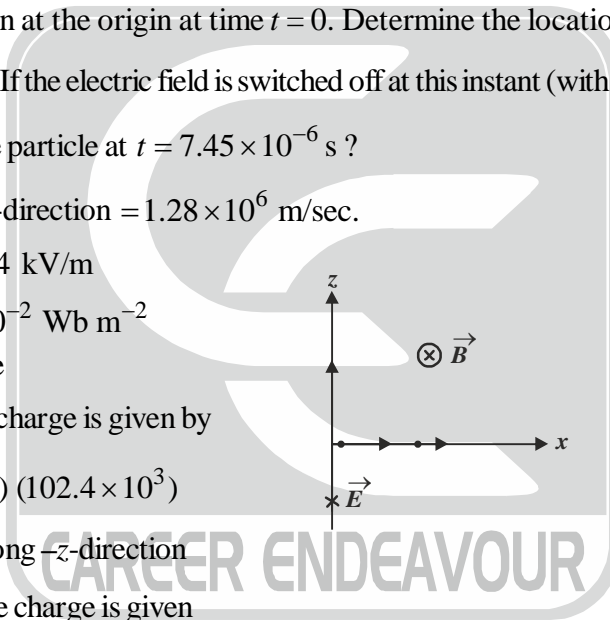 n at the origin at time t = 0. Determine the locatio
If the electric field is switched off at this instant (with
particle at t = 7.45 × 10⁻⁶ s ?
-direction = 1.28 × 10⁶ m/sec.
4 kV/m
0⁻² Wb m⁻²
e
charge is given by
) (102.4 × 10³)
ong –z-direction
e charge is given
z
⊗ B→
x
E→
CAREER ENDEAVOUR